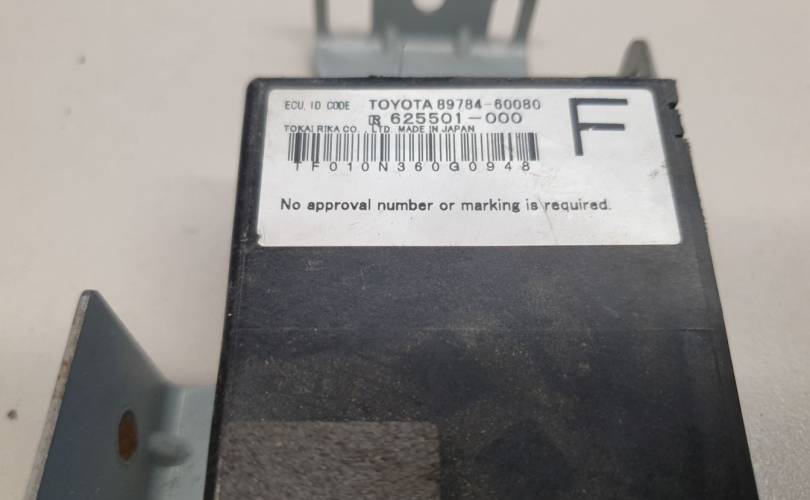 ECU. ID CODE TOYOTA 89784-60080
625501-000
F
TOKAI RIKA CO., LTD. MADE IN JAPAN
TF010N360G0948
No approval number or marking is required.